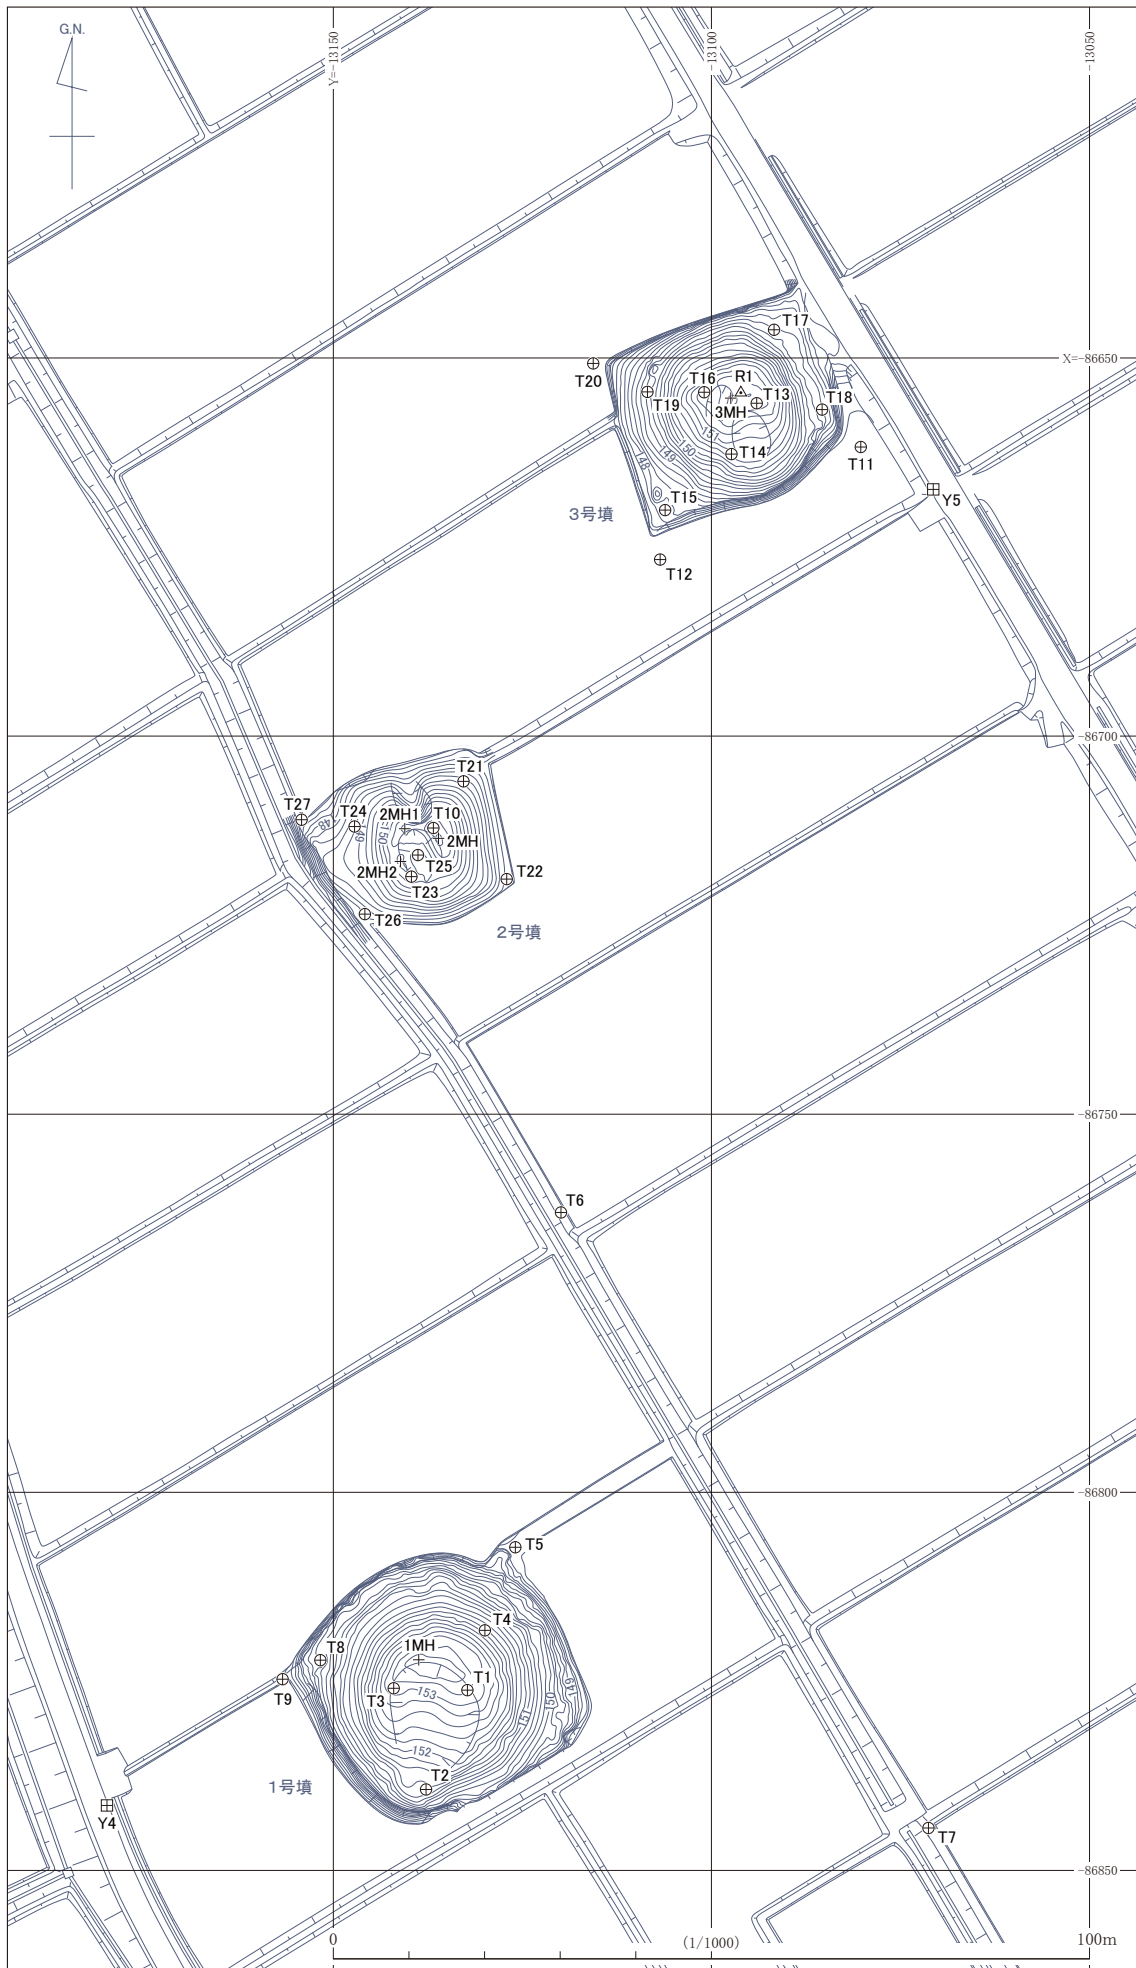 G.N.
Y=-13150
-13100
-13050
X=-86650
T17
T20
T16
R1
T13
T18
T19
3MH
151
T14
T11
150
149
148
T15
Y5
3号墳
T12
-86700
T21
T27
T24
2MH1
T10
148
149
150
2MH
T25
2MH2
T23
T22
T26
2号墳
-86750
T6
-86800
T5
T4
T8
1MH
T9
T3
153
T1
149
150
151
152
1号墳
T2
Y4
T7
-86850
0
(1/1000)
100m